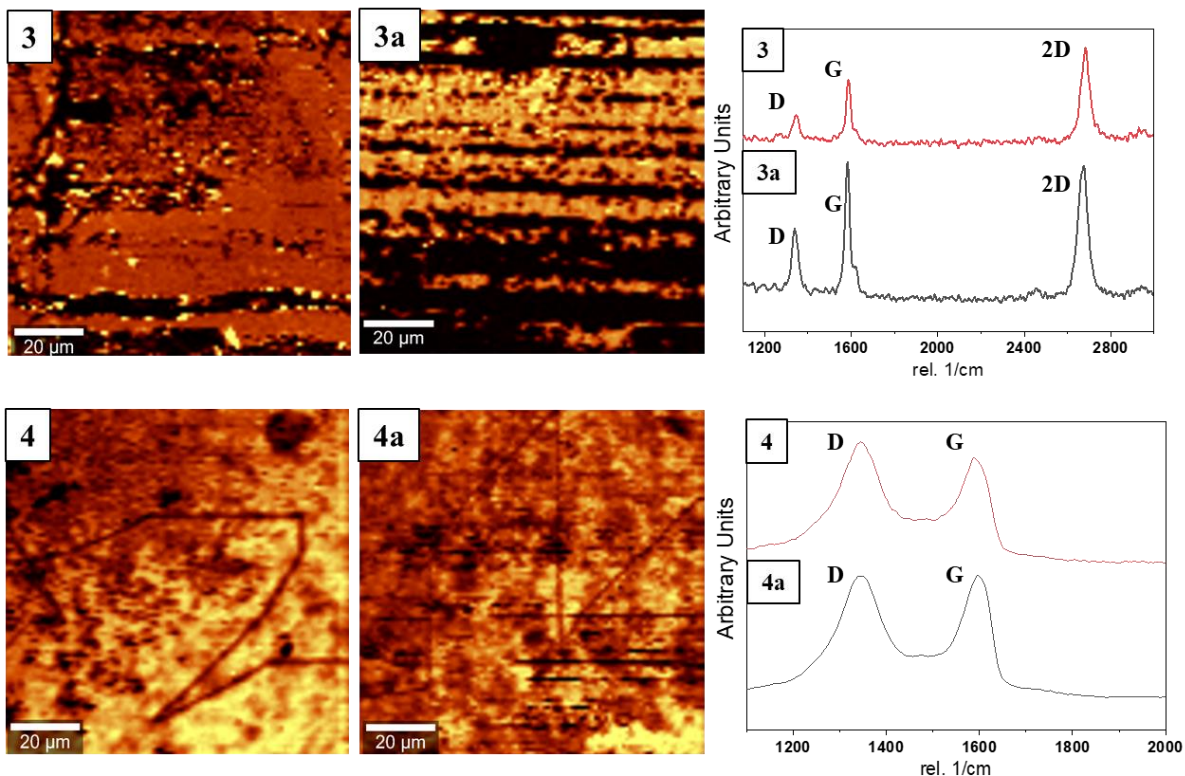 3
20 µm
3a
20 µm
3
D
G
2D
3a
D
G
2D
Arbitrary Units
1200 1600 2000 2400 2800
rel. 1/cm
4
20 µm
4a
20 µm
4
D
G
4a
D
G
Arbitrary Units
1200 1400 1600 1800 2000
rel. 1/cm